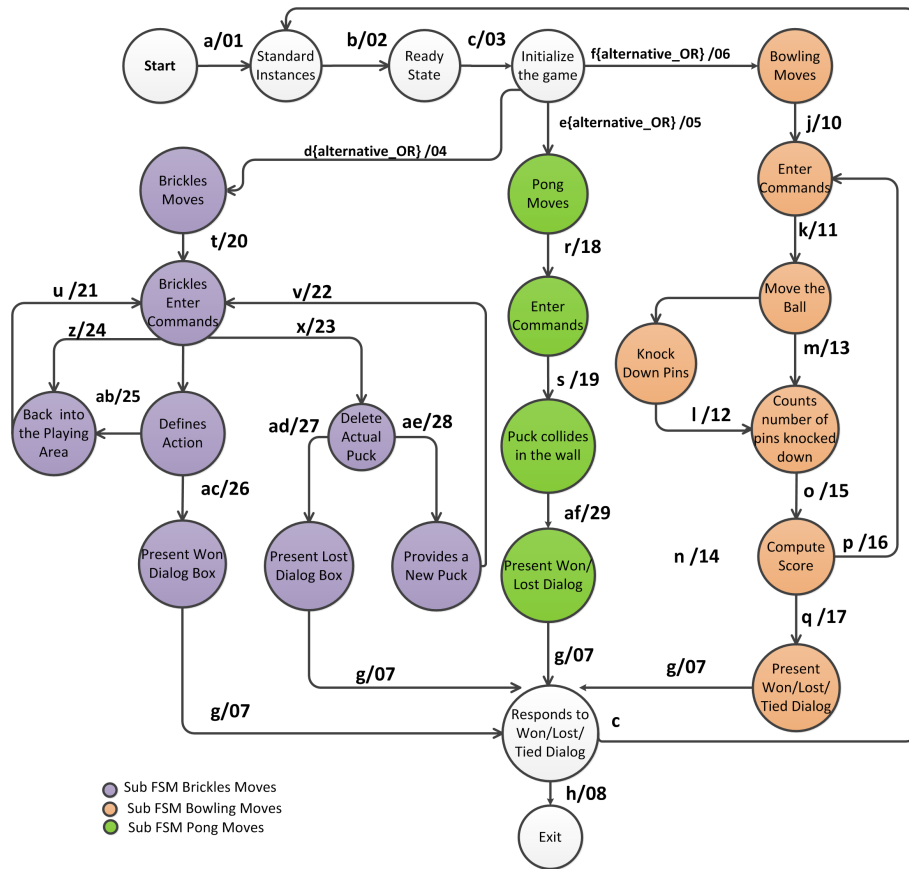 a/01
b/02
c/03
f{alternative_OR} /06
Start
Standard
Instances
Ready
State
Initialize
the game
Bowling
Moves
e{alternative_OR} /05
j/10
d{alternative_OR} /04
Brickles
Moves
Pong
Moves
Enter
Commands
t/20
r/18
k/11
u /21
Brickles
Enter
Commands
v/22
z/24
x/23
Enter
Commands
Move the
Ball
Knock
Down Pins
m/13
s /19
ab/25
Back into
the Playing
Area
Defines
Action
ad/27
Delete
Actual
Puck
ae/28
Puck collides
in the wall
l /12
Counts
number of
pins knocked
down
ac/26
af/29
o /15
Present Won
Dialog Box
Present Lost
Dialog Box
Provides a
New Puck
Present Won/
Lost Dialog
n /14
Compute
Score
p /16
q /17
g/07
g/07
g/07
g/07
Present
Won/Lost/
Tied Dialog
Responds to
Won/Lost/
Tied Dialog
c
h/08
Exit
Sub FSM Brickles Moves
Sub FSM Bowling Moves
Sub FSM Pong Moves